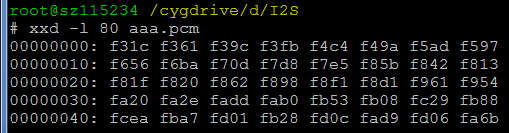 root@sz115234 /cygdrive/d/I2S
# xxd -l 80 aaa.pcm
00000000: f31c f361 f39c f3fb f4c4 f49a f5ad f597
00000010: f656 f6ba f70d f7d8 f7e5 f85b f842 f813
00000020: f81f f820 f862 f898 f8f1 f8d1 f961 f954
00000030: fa20 fa2e fadd fab0 fb53 fb08 fc29 fb88
00000040: fcea fba7 fd01 fb28 fd0c fad9 fd06 fa6b